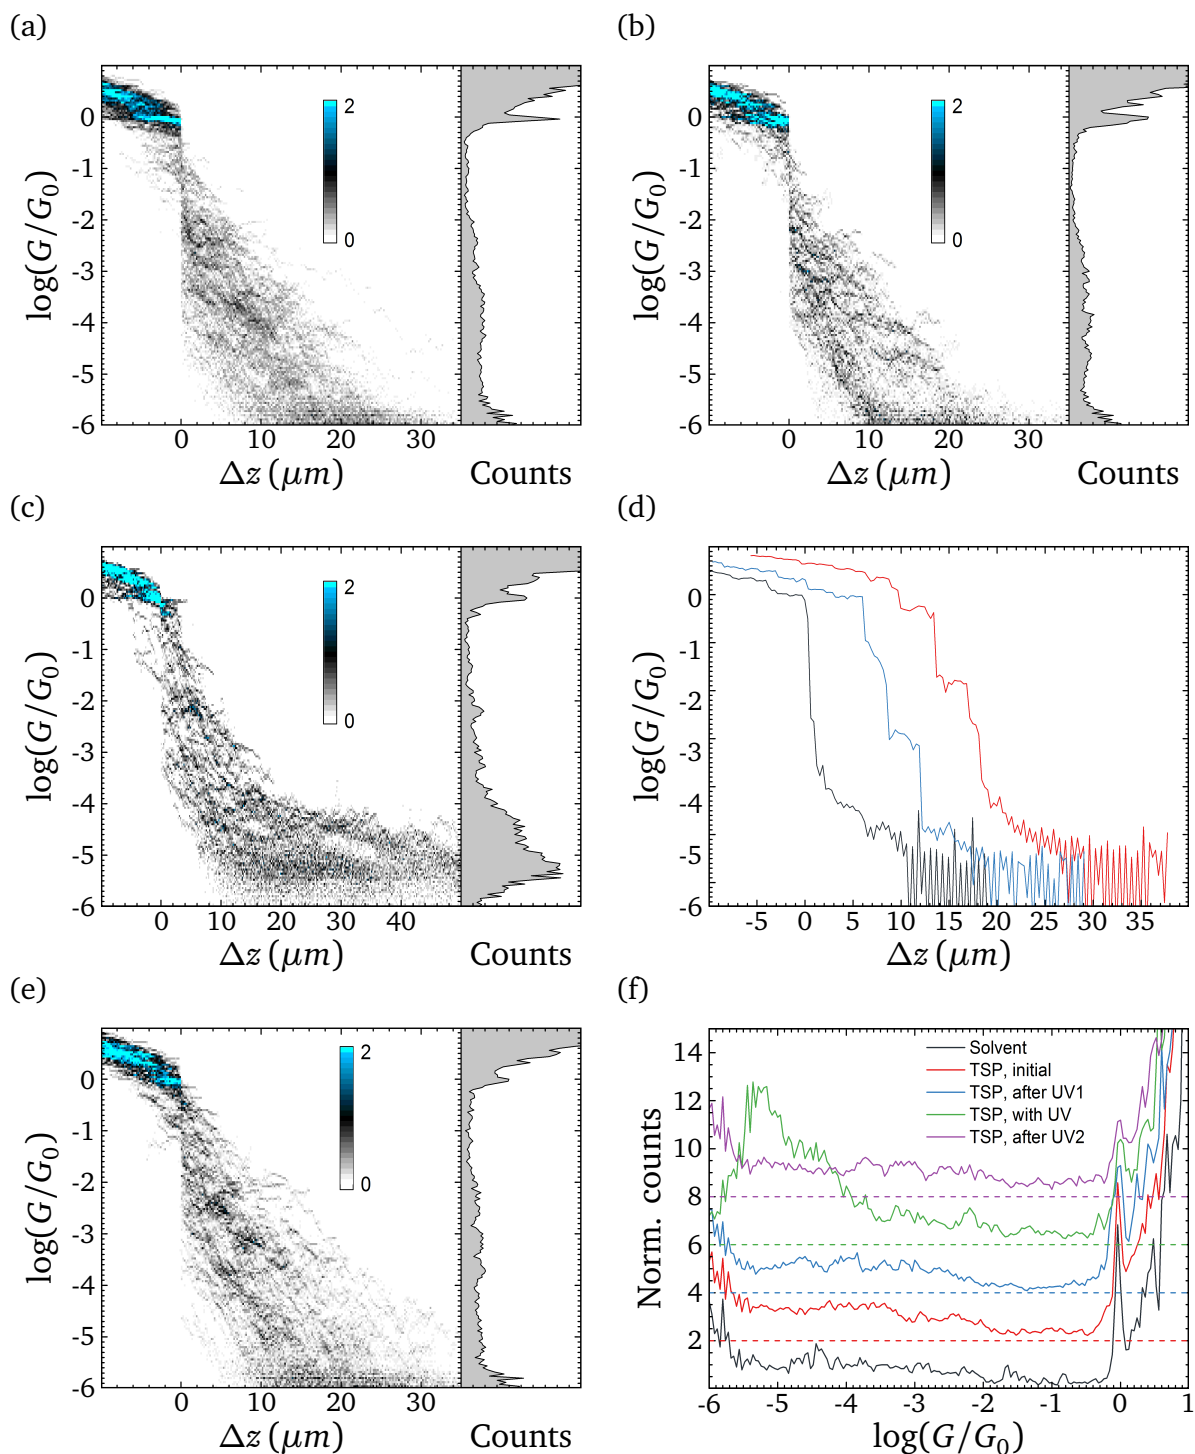 (a)
(b)
log(G/G0)
0
-1
-2
-3
-4
-5
-6
2
0
0 10 20 30
Δz (μm)
Counts
log(G/G0)
0
-1
-2
-3
-4
-5
-6
2
0
0 10 20 30
Δz (μm)
Counts
(c)
(d)
log(G/G0)
0
-1
-2
-3
-4
-5
-6
2
0
0 10 20 30 40
Δz (μm)
Counts
log(G/G0)
0
-1
-2
-3
-4
-5
-6
-5 0 5 10 15 20 25 30 35
Δz (μm)
(e)
(f)
log(G/G0)
0
-1
-2
-3
-4
-5
-6
2
0
0 10 20 30
Δz (μm)
Counts
Norm. counts
14
12
10
8
6
4
2
Solvent
TSP, initial
TSP, after UV1
TSP, with UV
TSP, after UV2
-6 -5 -4 -3 -2 -1 0 1
log(G/G0)